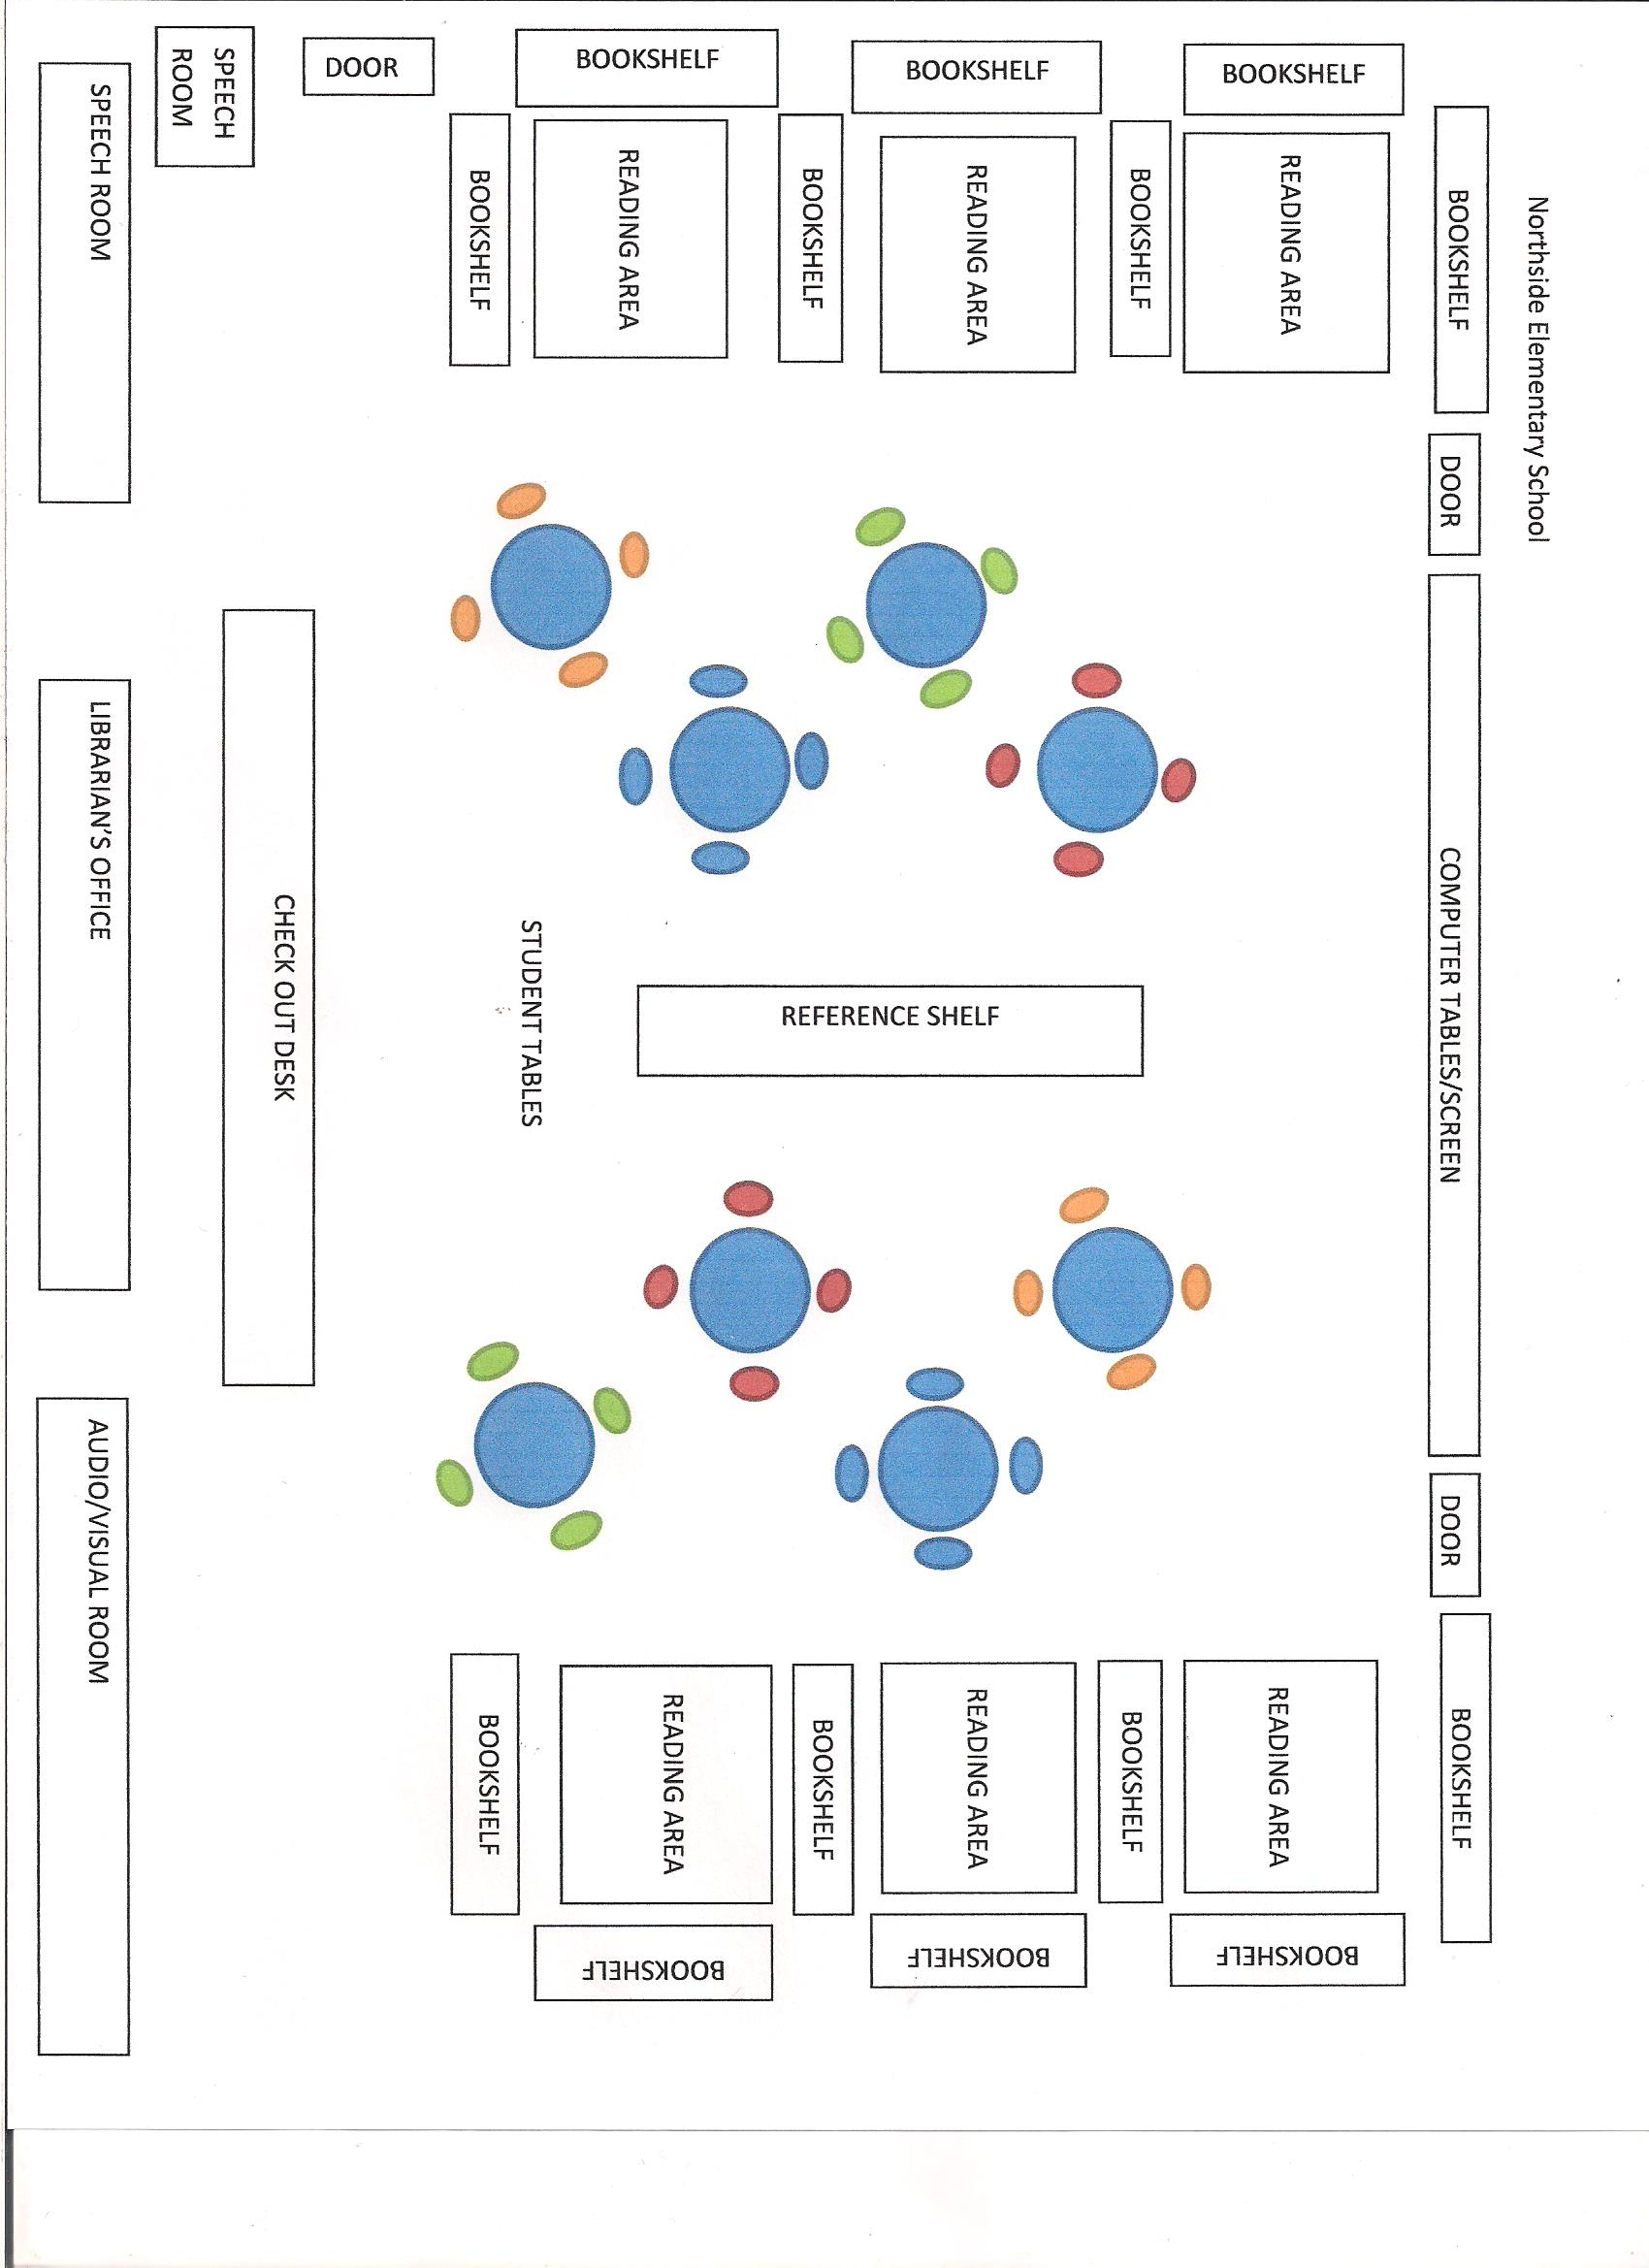 Northside Elementary School
BOOKSHELF
DOOR
COMPUTER TABLES/SCREEN
DOOR
BOOKSHELF
BOOKSHELF
READING AREA
READING AREA
BOOKSHELF
BOOKSHELF
BOOKSHELF
BOOKSHELF
READING AREA
REFERENCE SHELF
READING AREA
BOOKSHELF
BOOKSHELF
BOOKSHELF
BOOKSHELF
READING AREA
READING AREA
BOOKSHELF
STUDENT TABLES
BOOKSHELF
BOOKSHELF
DOOR
CHECK OUT DESK
SPEECH
ROOM
SPEECH ROOM
LIBRARIAN'S OFFICE
AUDIO/VISUAL ROOM